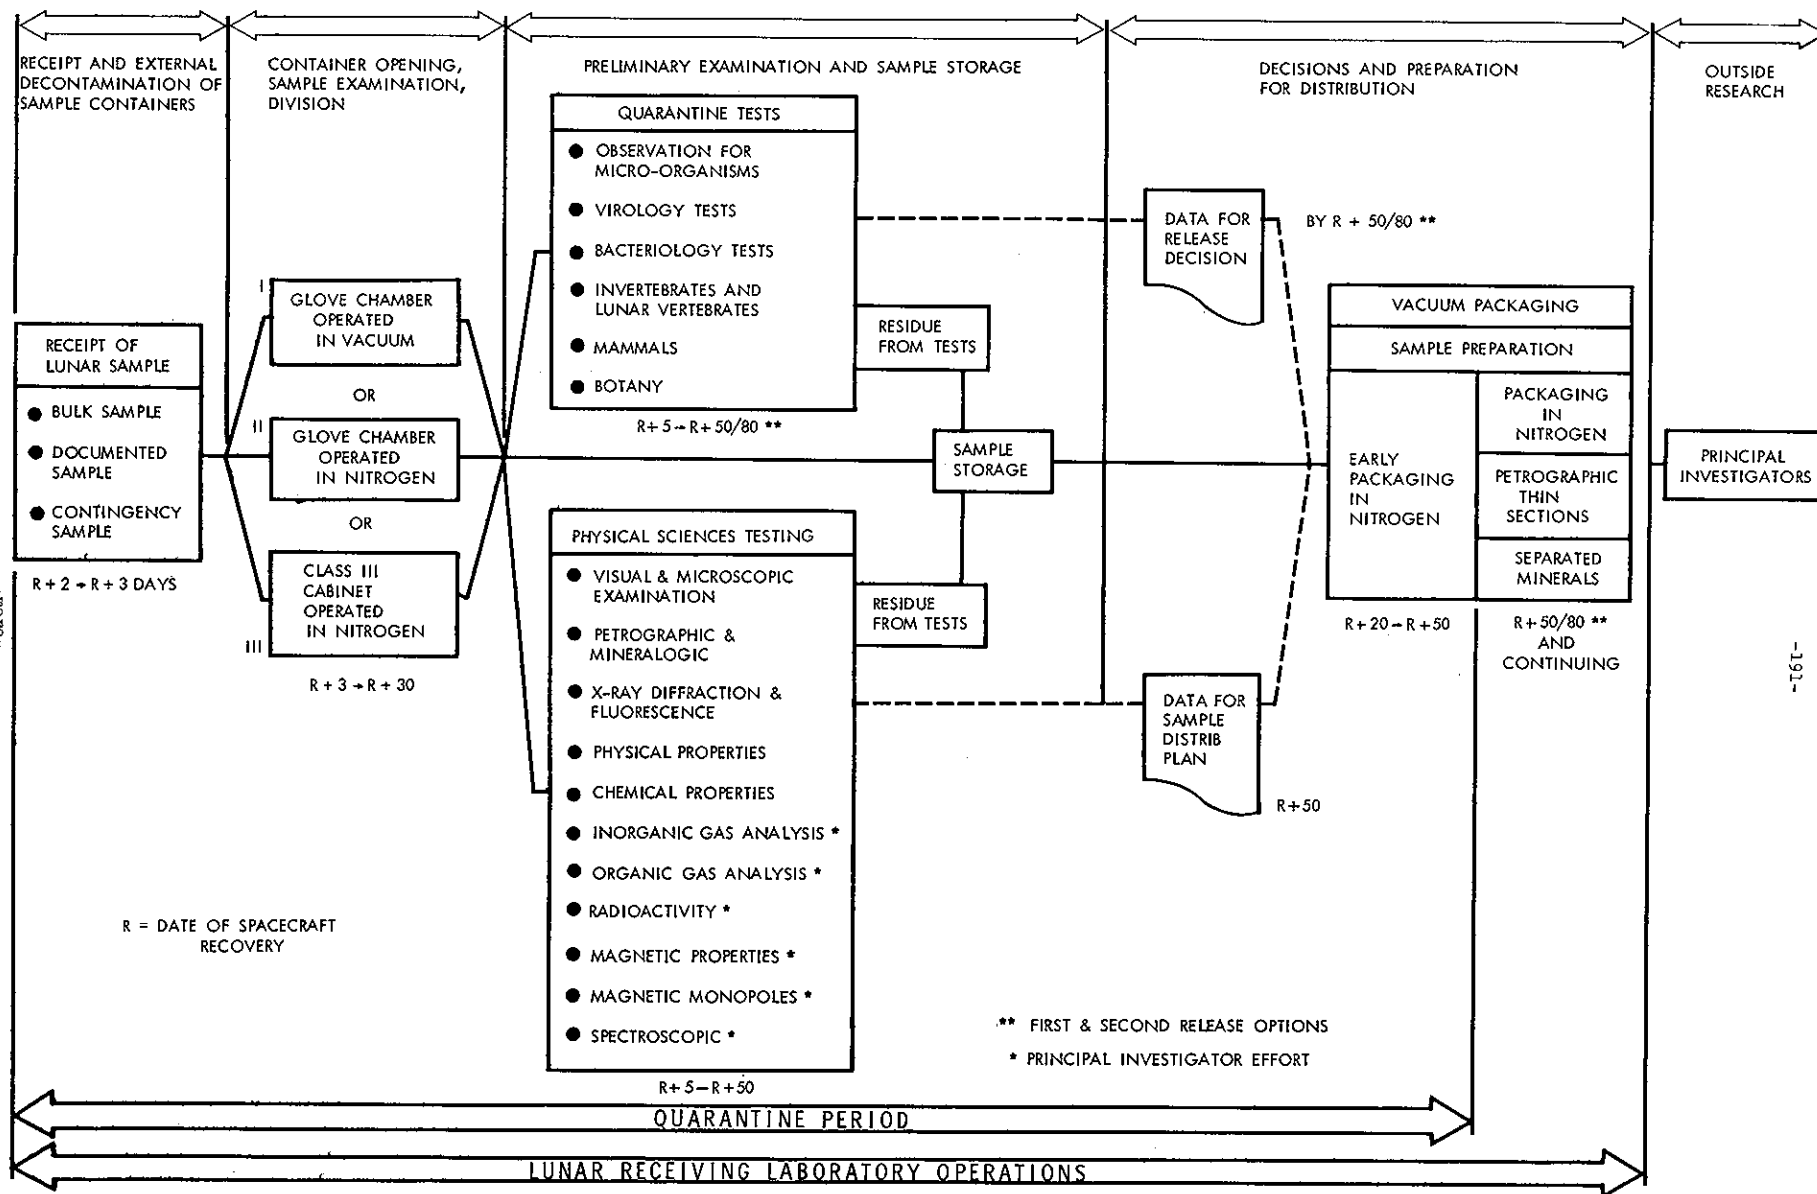 RECEIPT AND EXTERNAL
DECONTAMINATION OF
SAMPLE CONTAINERS
CONTAINER OPENING,
SAMPLE EXAMINATION,
DIVISION
PRELIMINARY EXAMINATION AND SAMPLE STORAGE
DECISIONS AND PREPARATION
FOR DISTRIBUTION
OUTSIDE
RESEARCH
RECEIPT OF
LUNAR SAMPLE
● BULK SAMPLE
● DOCUMENTED
SAMPLE
● CONTINGENCY
SAMPLE
R+2→R+3 DAYS
I
GLOVE CHAMBER
OPERATED
IN VACUUM
OR
II
GLOVE CHAMBER
OPERATED
IN NITROGEN
OR
CLASS III
CABINET
OPERATED
IN NITROGEN
III
R+3→R+30
QUARANTINE TESTS
● OBSERVATION FOR
MICRO-ORGANISMS
● VIROLOGY TESTS
● BACTERIOLOGY TESTS
● INVERTEBRATES AND
LUNAR VERTEBRATES
● MAMMALS
● BOTANY
R+5→R+50/80 **
RESIDUE
FROM TESTS
SAMPLE
STORAGE
RESIDUE
FROM TESTS
PHYSICAL SCIENCES TESTING
● VISUAL & MICROSCOPIC
EXAMINATION
● PETROGRAPHIC &
MINERALOGIC
● X-RAY DIFFRACTION &
FLUORESCENCE
● PHYSICAL PROPERTIES
● CHEMICAL PROPERTIES
● INORGANIC GAS ANALYSIS *
● ORGANIC GAS ANALYSIS *
● RADIOACTIVITY *
● MAGNETIC PROPERTIES *
● MAGNETIC MONOPOLES *
● SPECTROSCOPIC *
R+5—R+50
DATA FOR
RELEASE
DECISION
BY R + 50/80 **
DATA FOR
SAMPLE
DISTRIB
PLAN
R+50
VACUUM PACKAGING
SAMPLE PREPARATION
EARLY
PACKAGING
IN
NITROGEN
PACKAGING
IN
NITROGEN
PETROGRAPHIC
THIN
SECTIONS
SEPARATED
MINERALS
R+20→R+50
R+50/80 **
AND
CONTINUING
PRINCIPAL
INVESTIGATORS
-191-
R = DATE OF SPACECRAFT
RECOVERY
** FIRST & SECOND RELEASE OPTIONS
* PRINCIPAL INVESTIGATOR EFFORT
QUARANTINE PERIOD
LUNAR RECEIVING LABORATORY OPERATIONS